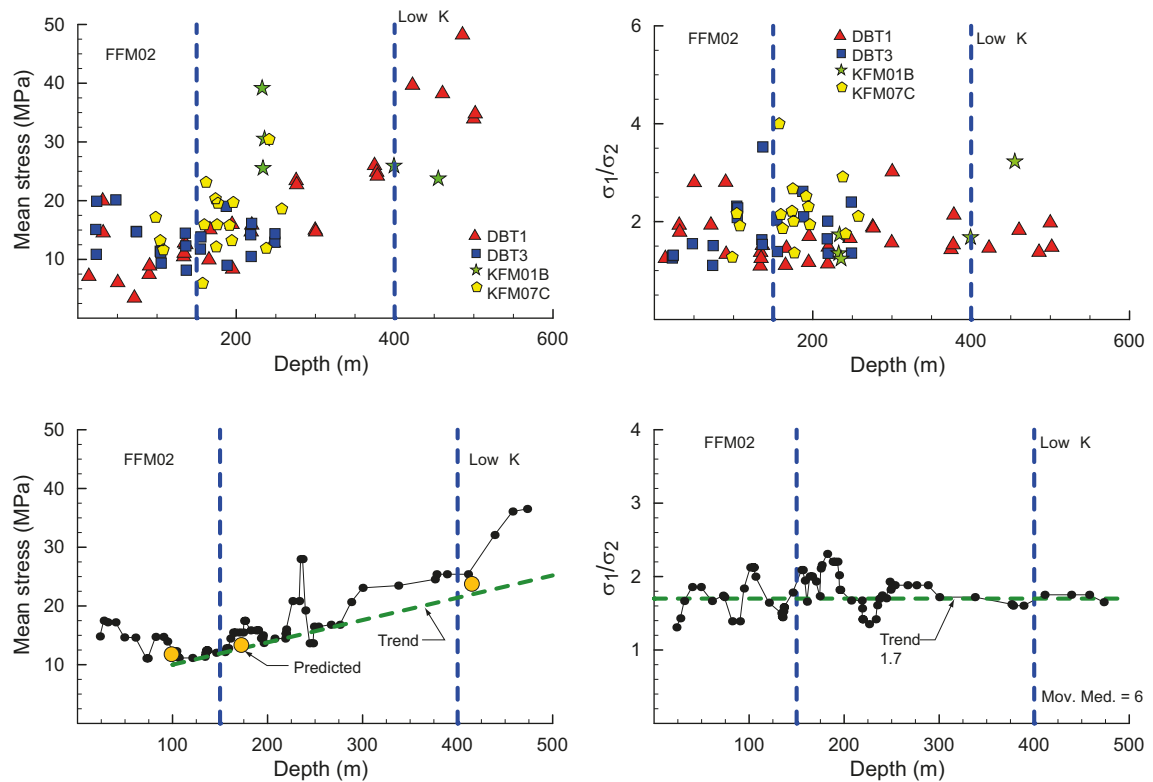 50
40
30
20
10
Mean stress (MPa)
FFM02
Low K
DBT1
DBT3
KFM01B
KFM07C
200
400
600
Depth (m)
6
4
2
0
σ1/σ2
FFM02
Low K
DBT1
DBT3
KFM01B
KFM07C
200
400
600
Depth (m)
50
40
30
20
10
Mean stress (MPa)
FFM02
Low K
Trend
Predicted
100
200
300
400
500
Depth (m)
4
3
2
1
0
σ1/σ2
FFM02
Low K
Trend
1.7
Mov. Med. = 6
100
200
300
400
500
Depth (m)